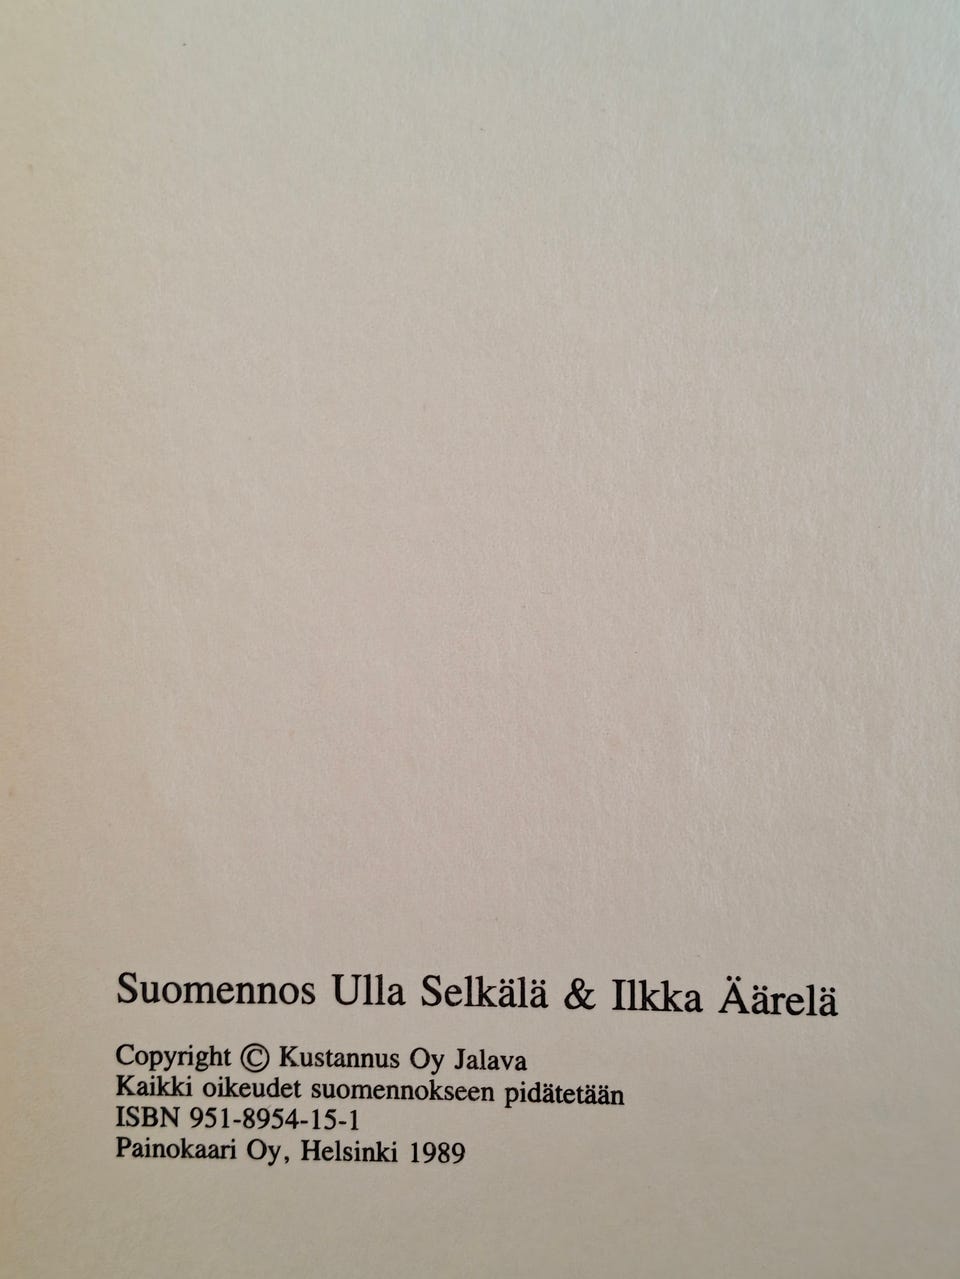 Suomennos Ulla Selkälä & Ilkka Äärelä
Copyright © Kustannus Oy Jalava
Kaikki oikeudet suomennokseen pidätetään
ISBN 951-8954-15-1
Painokaari Oy, Helsinki 1989